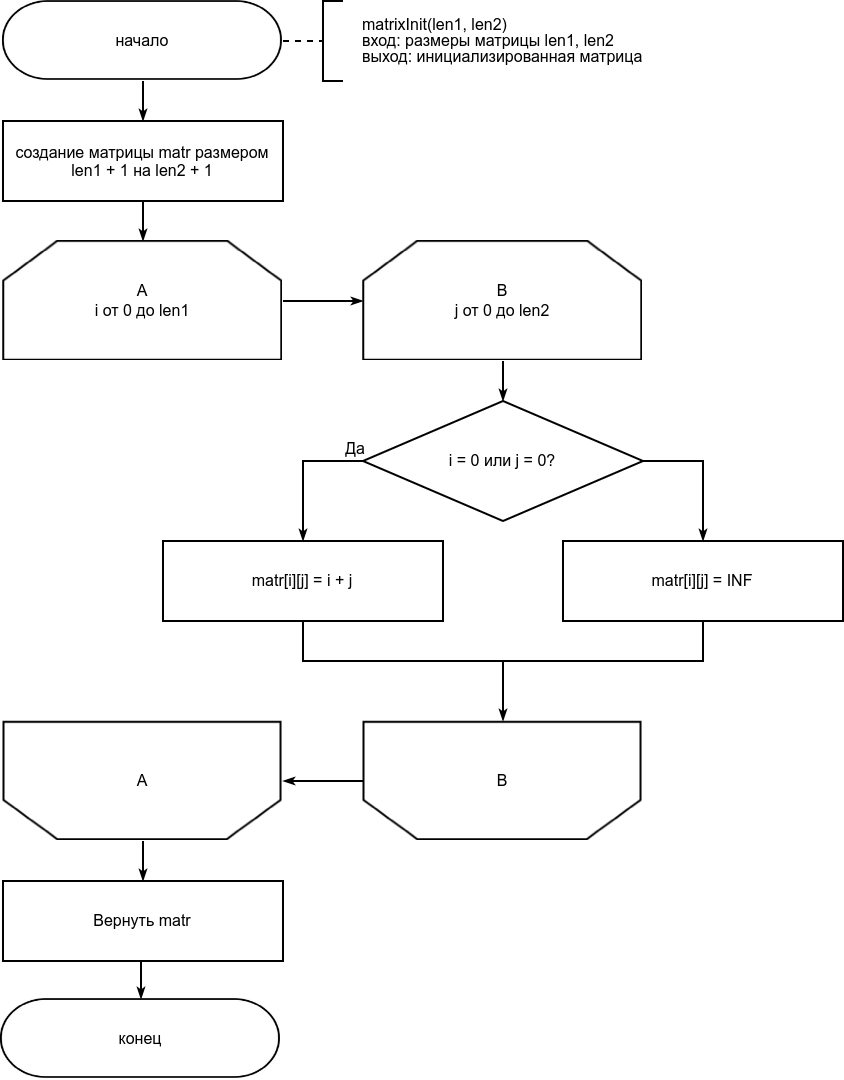 начало
matrixInit(len1, len2)
вход: размеры матрицы len1, len2
выход: инициализированная матрица
создание матрицы matr размером
len1 + 1 на len2 + 1
A
i от 0 до len1
B
j от 0 до len2
Да
i = 0 или j = 0?
matr[i][j] = i + j
matr[i][j] = INF
A
B
Вернуть matr
конец